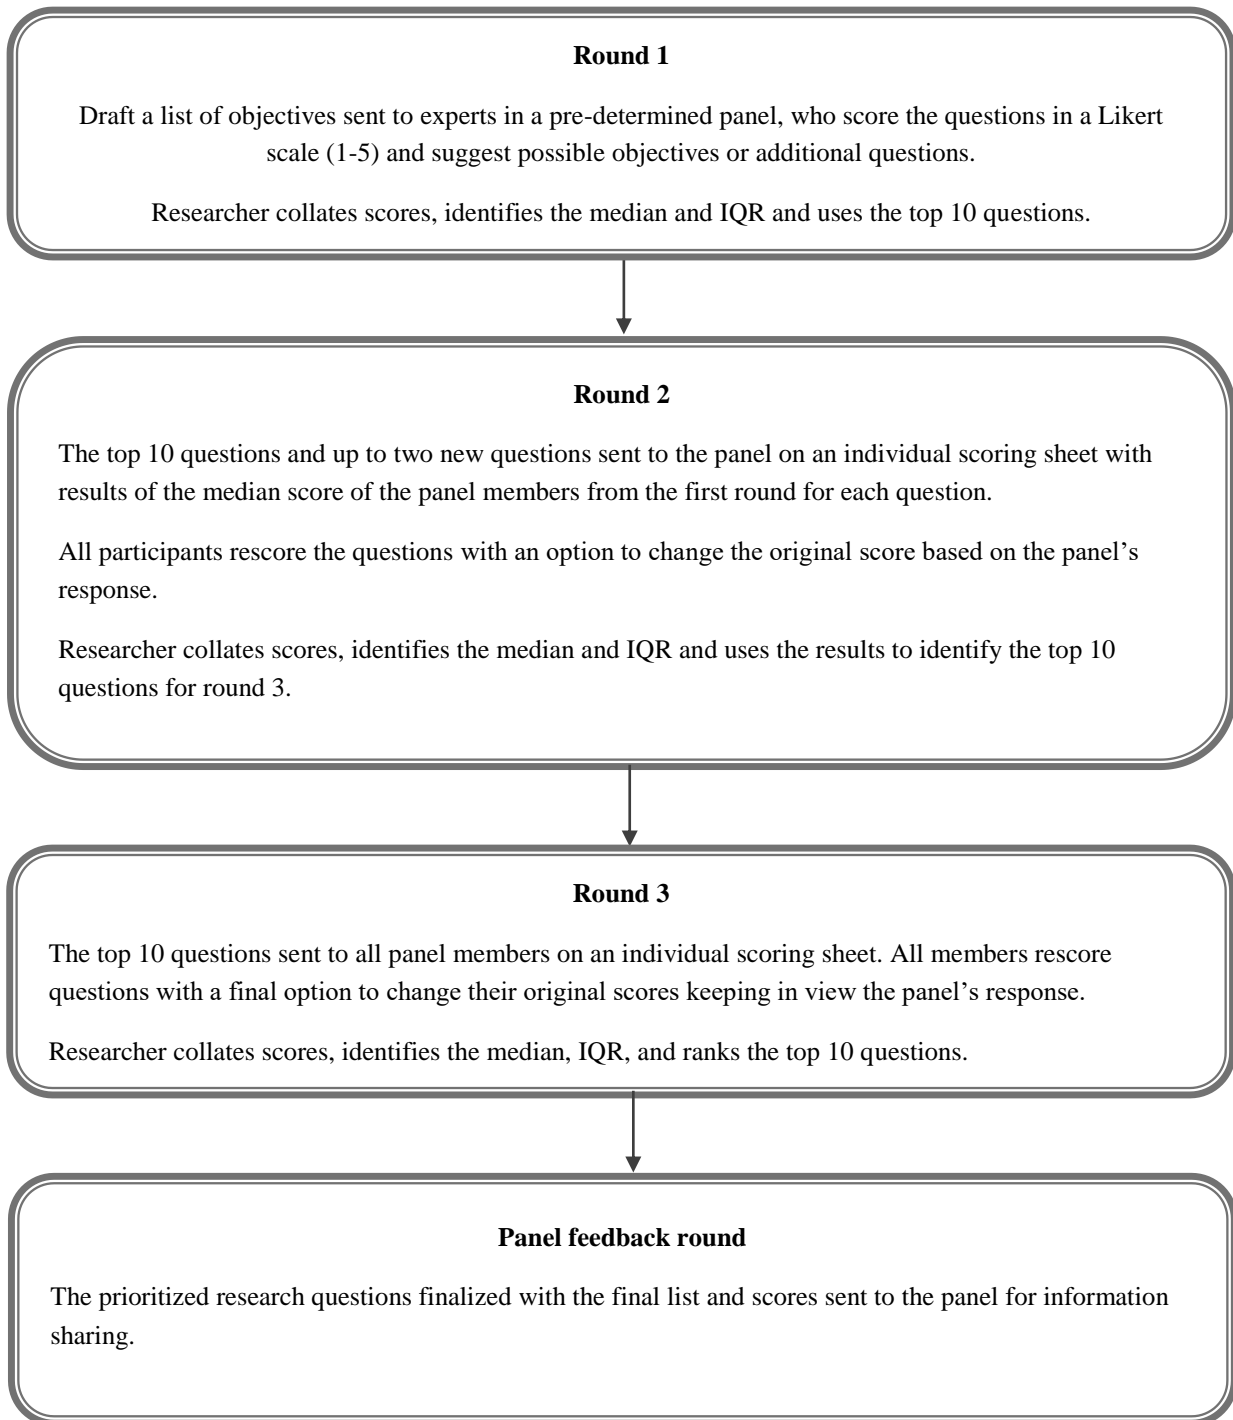 Round 1
Draft a list of objectives sent to experts in a pre-determined panel, who score the questions in a Likert
scale (1-5) and suggest possible objectives or additional questions.
Researcher collates scores, identifies the median and IQR and uses the top 10 questions.
Round 2
The top 10 questions and up to two new questions sent to the panel on an individual scoring sheet with
results of the median score of the panel members from the first round for each question.
All participants rescore the questions with an option to change the original score based on the panel’s
response.
Researcher collates scores, identifies the median and IQR and uses the results to identify the top 10
questions for round 3.
Round 3
The top 10 questions sent to all panel members on an individual scoring sheet. All members rescore
questions with a final option to change their original scores keeping in view the panel’s response.
Researcher collates scores, identifies the median, IQR, and ranks the top 10 questions.
Panel feedback round
The prioritized research questions finalized with the final list and scores sent to the panel for information
sharing.